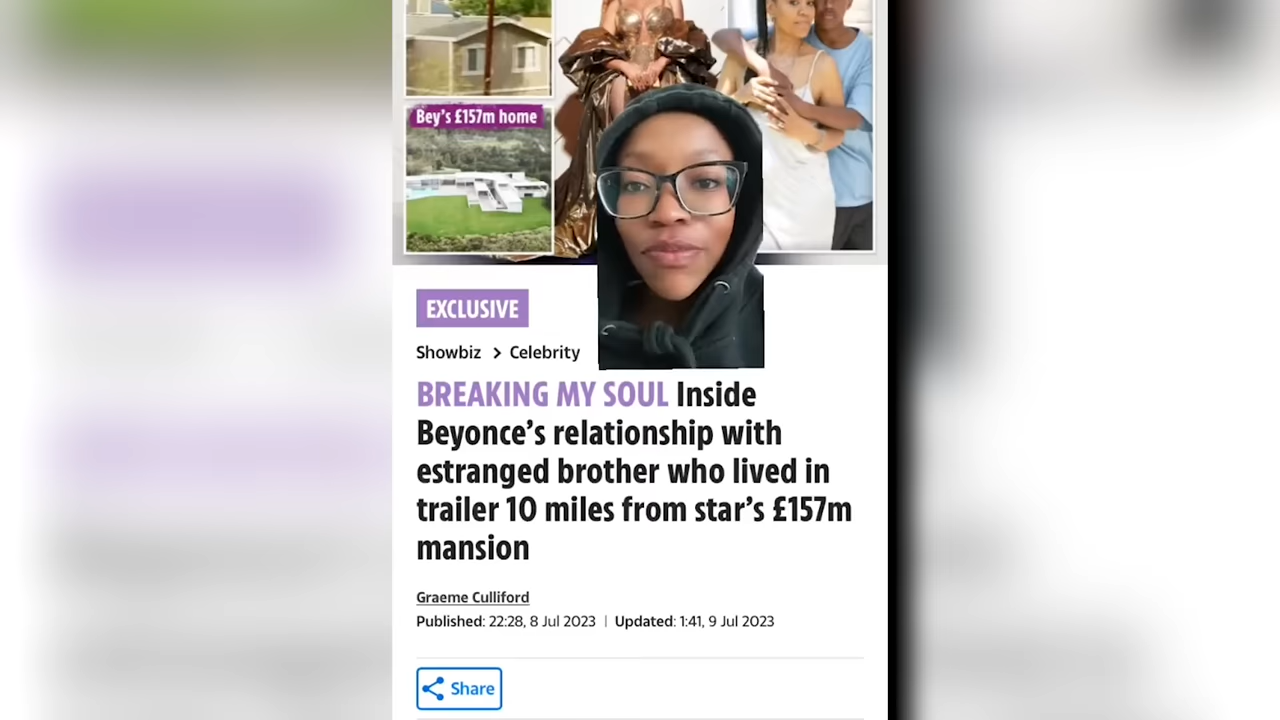 Bey's £157m home
EXCLUSIVE
Showbiz > Celebrity
BREAKING MY SOUL Inside
Beyonce’s relationship with
estranged brother who lived in
trailer 10 miles from star’s £157m
mansion
Graeme Culliford
Published: 22:28, 8 Jul 2023 | Updated: 1:41, 9 Jul 2023
Share